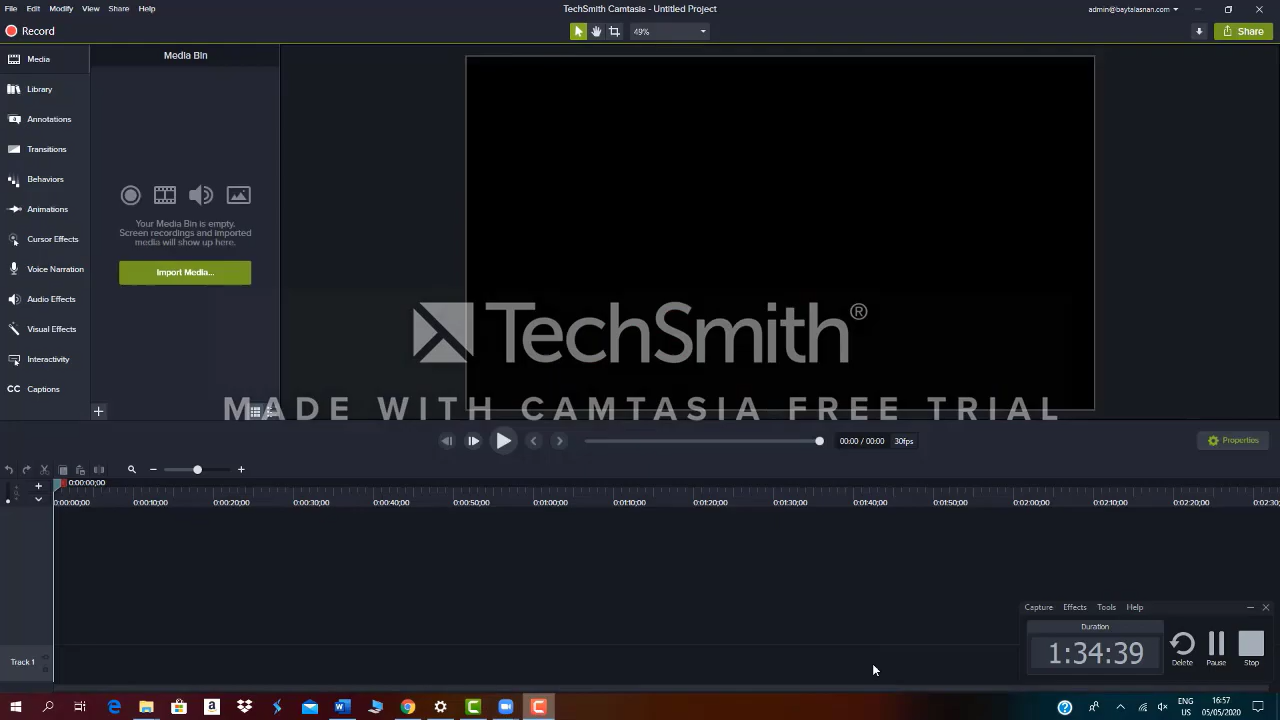 File Edit Modify View Share Help
TechSmith Camtasia - Untitled Project
admin@baytalasnan.com
Record
49%
Share
Media
Library
Annotations
Transitions
Behaviors
Animations
Cursor Effects
Voice Narration
Audio Effects
Visual Effects
Interactivity
CC Captions
Media Bin
Your Media Bin is empty.
Screen recordings and imported
media will show up here.
Import Media...
TechSmith®
MADE WITH CAMTASIA FREE TRIAL
00:00 / 00:00 30fps
Properties
0:00:00;00
0:00:00;00 0:00:10;00 0:00:20;00 0:00:30;00 0:00:40;00 0:00:50;00 0:01:00;00 0:01:10;00 0:01:20;00 0:01:30;00 0:01:40;00 0:01:50;00 0:02:00;00 0:02:10;00 0:02:20;00 0:02:30
Track 1
Capture Effects Tools Help
Duration
1:34:39
Delete Pause Stop
ENG
US
16:57
05/05/2020